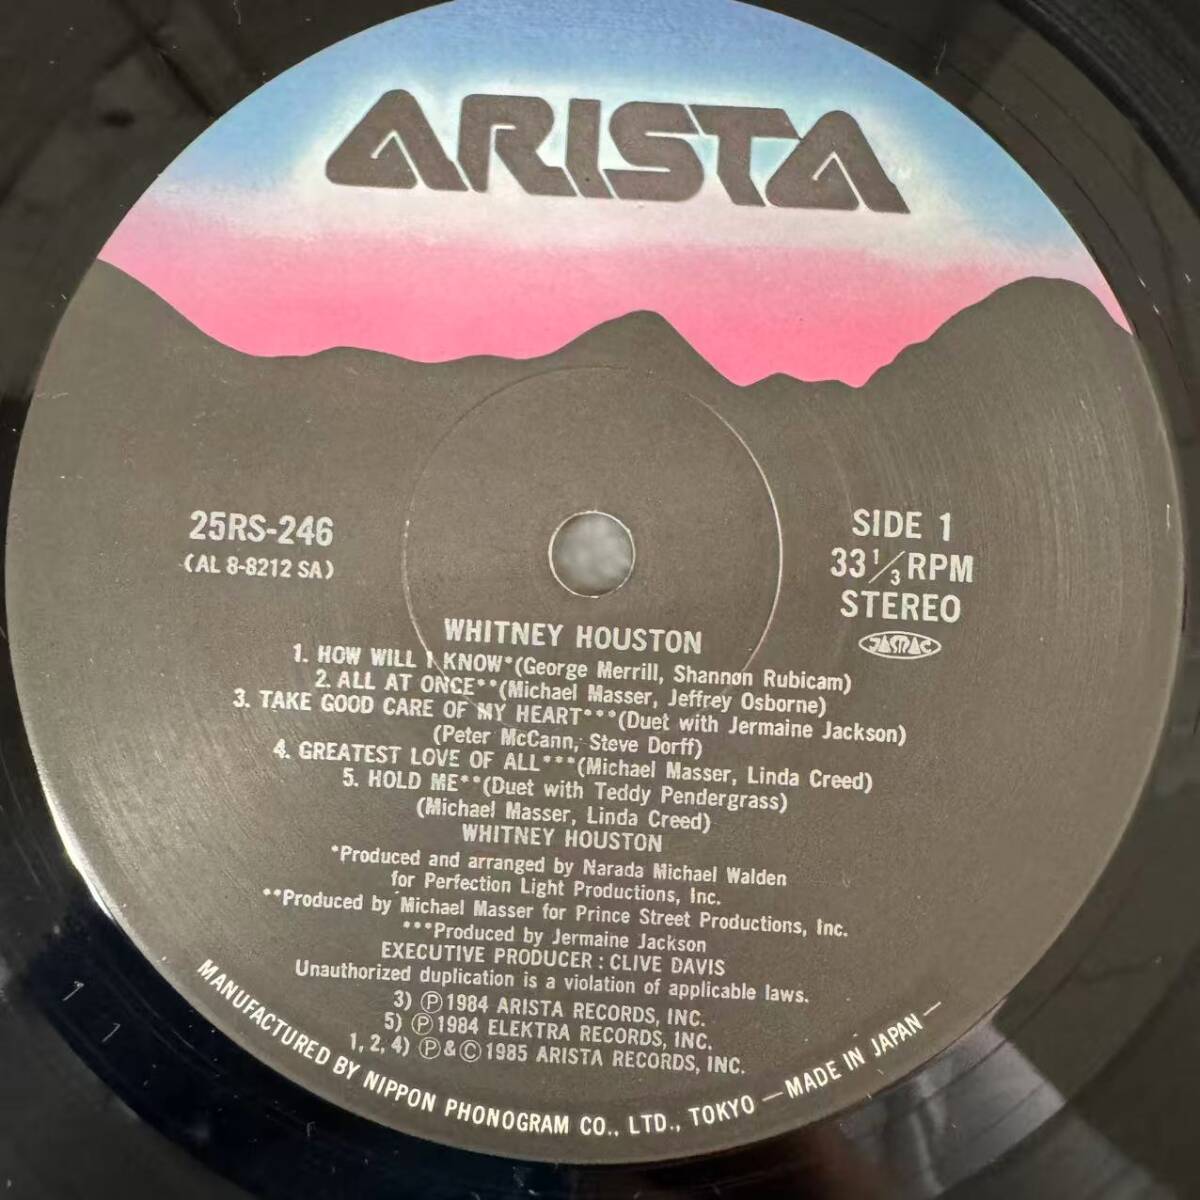 ARISTA
25RS-246
(AL 8-8212 SA)
SIDE 1
33 1/3 RPM
STEREO
JASRAC
WHITNEY HOUSTON
1. HOW WILL I KNOW*(George Merrill, Shannon Rubicam)
2. ALL AT ONCE**(Michael Masser, Jeffrey Osborne)
3. TAKE GOOD CARE OF MY HEART***(Duet with Jermaine Jackson)
(Peter McCann, Steve Dorff)
4. GREATEST LOVE OF ALL***(Michael Masser, Linda Creed)
5. HOLD ME**(Duet with Teddy Pendergrass)
(Michael Masser, Linda Creed)
WHITNEY HOUSTON
*Produced and arranged by Narada Michael Walden
for Perfection Light Productions, Inc.
**Produced by Michael Masser for Prince Street Productions, Inc.
***Produced by Jermaine Jackson
EXECUTIVE PRODUCER : CLIVE DAVIS
Unauthorized duplication is a violation of applicable laws.
3) Ⓟ 1984 ARISTA RECORDS, INC.
5) Ⓟ 1984 ELEKTRA RECORDS, INC.
1, 2, 4) Ⓟ & Ⓒ 1985 ARISTA RECORDS, INC.
MANUFACTURED BY NIPPON PHONOGRAM CO., LTD., TOKYO — MADE IN JAPAN —